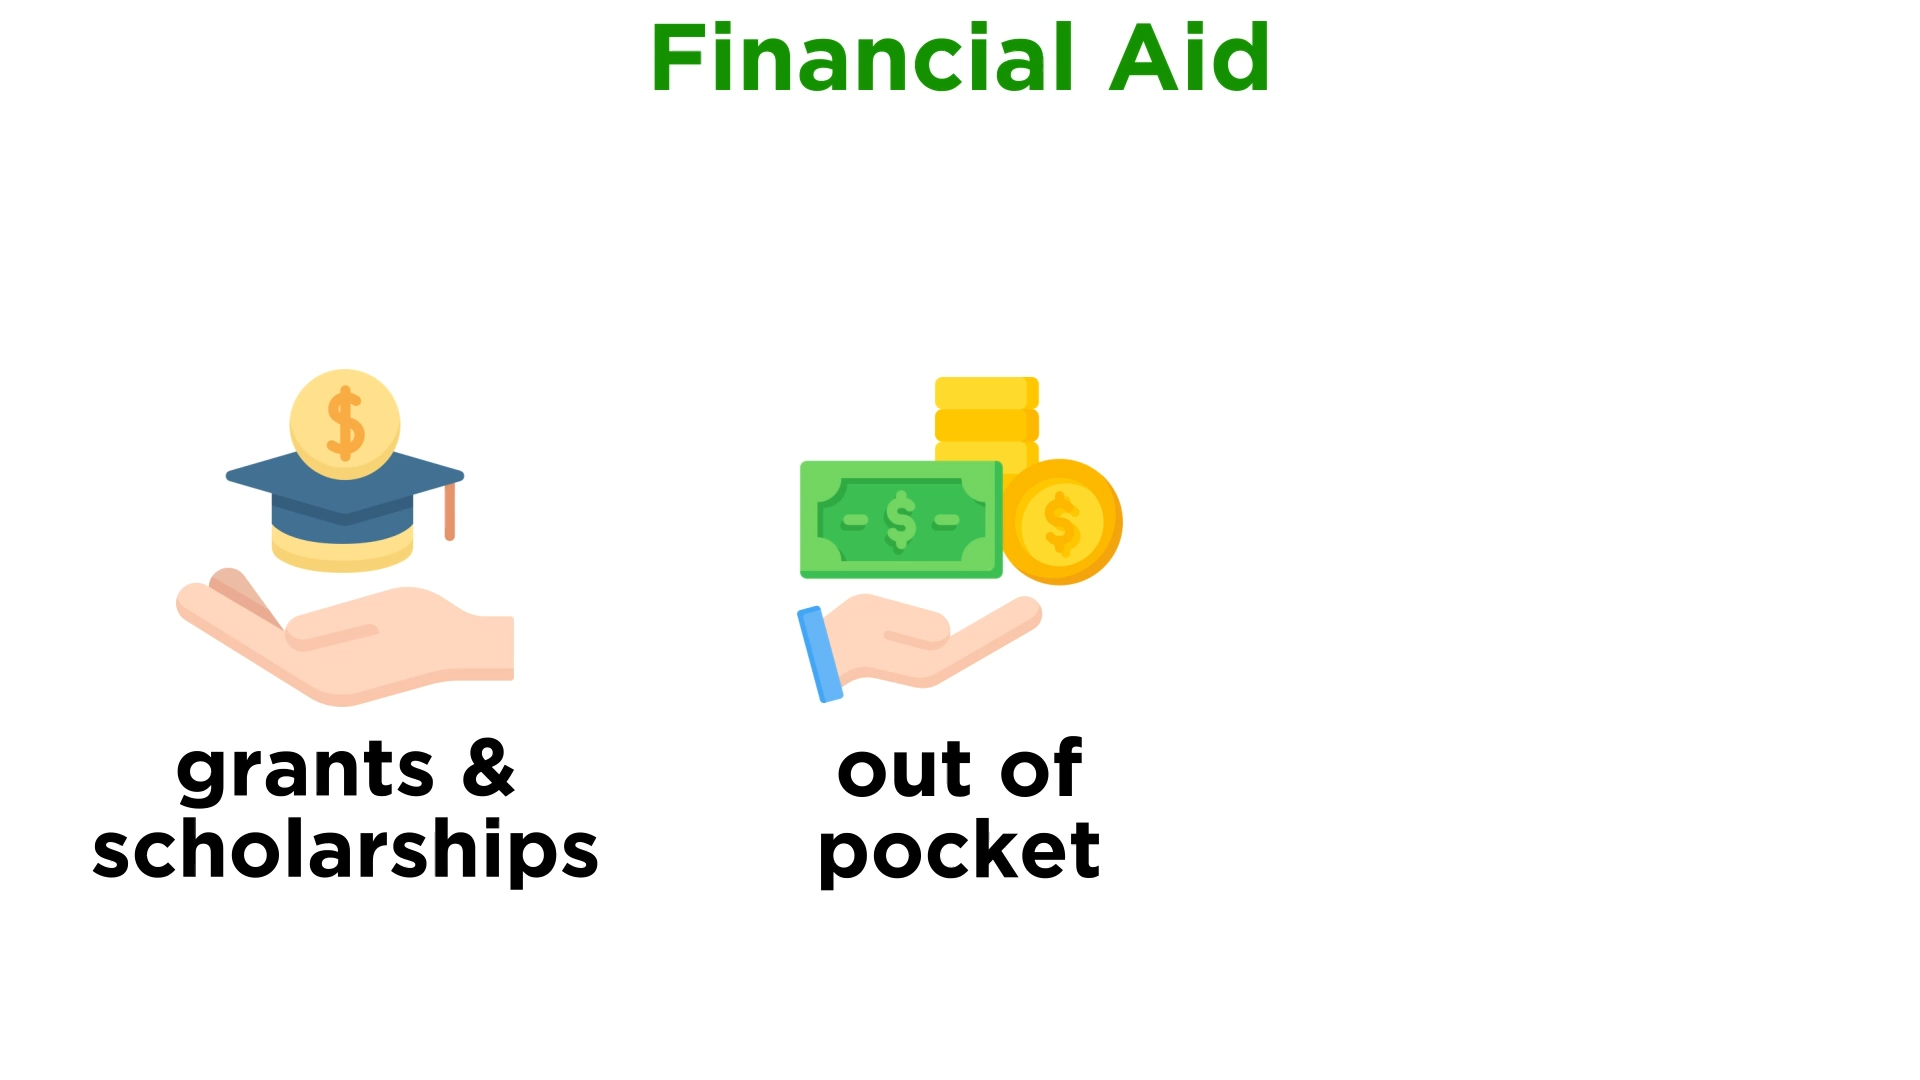 Financial Aid
grants &
scholarships
out of
pocket